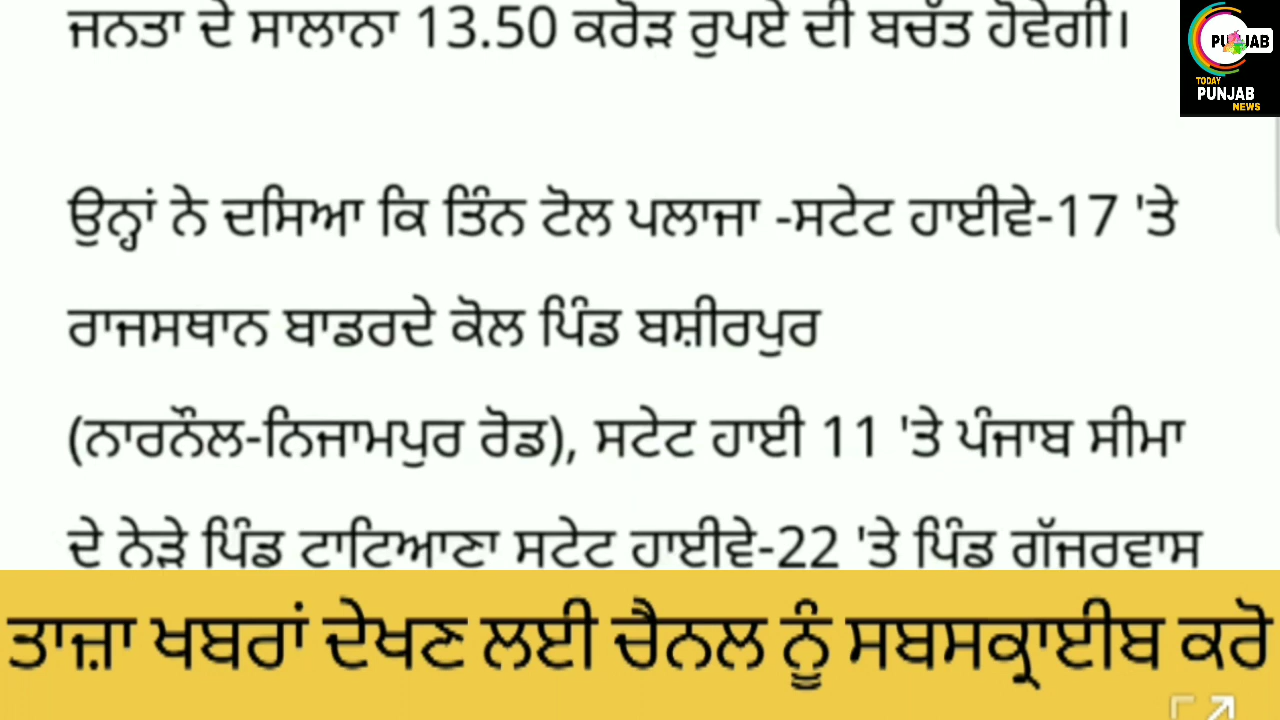 ਜਨਤਾ ਦੇ ਸਾਲਾਨਾ 13.50 ਕਰੋੜ ਰੁਪਏ ਦੀ ਬਚੱਤ ਹੋਵੇਗੀ।
PUNJAB
TODAY
PUNJAB
NEWS
ਉਨ੍ਹਾਂ ਨੇ ਦਸਿਆ ਕਿ ਤਿੰਨ ਟੋਲ ਪਲਾਜਾ -ਸਟੇਟ ਹਾਈਵੇ-17 'ਤੇ
ਰਾਜਸਥਾਨ ਬਾਡਰਦੇ ਕੋਲ ਪਿੰਡ ਬਸ਼ੀਰਪੁਰ
(ਨਾਰਨੌਲ-ਨਿਜਾਮਪੁਰ ਰੋਡ), ਸਟੇਟ ਹਾਈ 11 'ਤੇ ਪੰਜਾਬ ਸੀਮਾ
ਦੇ ਨੇੜੇ ਪਿੰਡ ਟਾਟਿਆਣਾ ਸਟੇਟ ਹਾਈਵੇ-22 'ਤੇ ਪਿੰਡ ਗੱਜਰਵਾਸ
ਤਾਜ਼ਾ ਖਬਰਾਂ ਦੇਖਣ ਲਈ ਚੈਨਲ ਨੂੰ ਸਬਸਕ੍ਰਾਈਬ ਕਰੋ